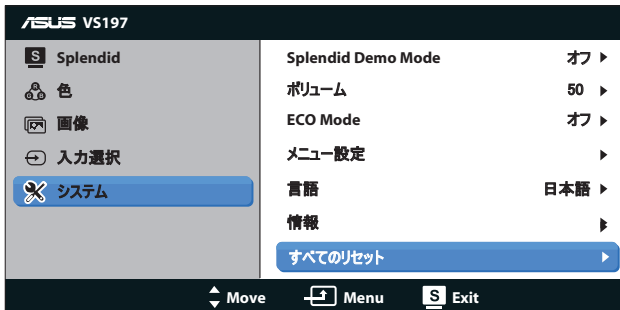 ASUS VS197
S Splendid
色
画像
入力選択
システム
Splendid Demo Mode オフ
ボリューム 50
ECO Mode オフ
メニュー設定
言語 日本語
情報
すべてのリセット
Move Menu S Exit